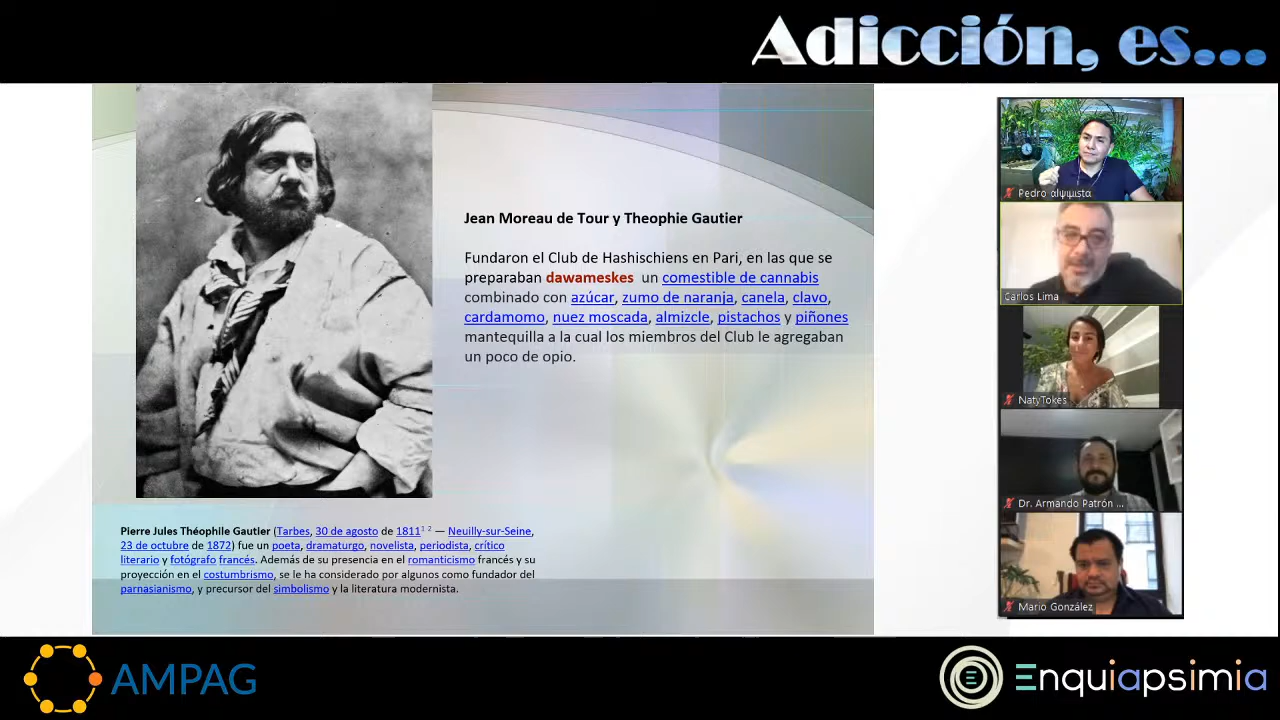 Adicción, es...
Jean Moreau de Tour y Theophie Gautier
Fundaron el Club de Hashischiens en Pari, en las que se
preparaban dawameskes un comestible de cannabis
combinado con azúcar, zumo de naranja, canela, clavo,
cardamomo, nuez moscada, almizcle, pistachos y piñones
mantequilla a la cual los miembros del Club le agregaban
un poco de opio.
Pierre Jules Théophile Gautier (Tarbes, 30 de agosto de 1811¹ ² — Neuilly-sur-Seine,
23 de octubre de 1872) fue un poeta, dramaturgo, novelista, periodista, crítico
literario y fotógrafo francés. Además de su presencia en el romanticismo francés y su
proyección en el costumbrismo, se le ha considerado por algunos como fundador del
parnasianismo, y precursor del simbolismo y la literatura modernista.
Pedro αlψμιsτα
Carlos Lima
NatyTokes
Dr. Armando Patrón ...
Mario González
AMPAG
Enquiapsimia